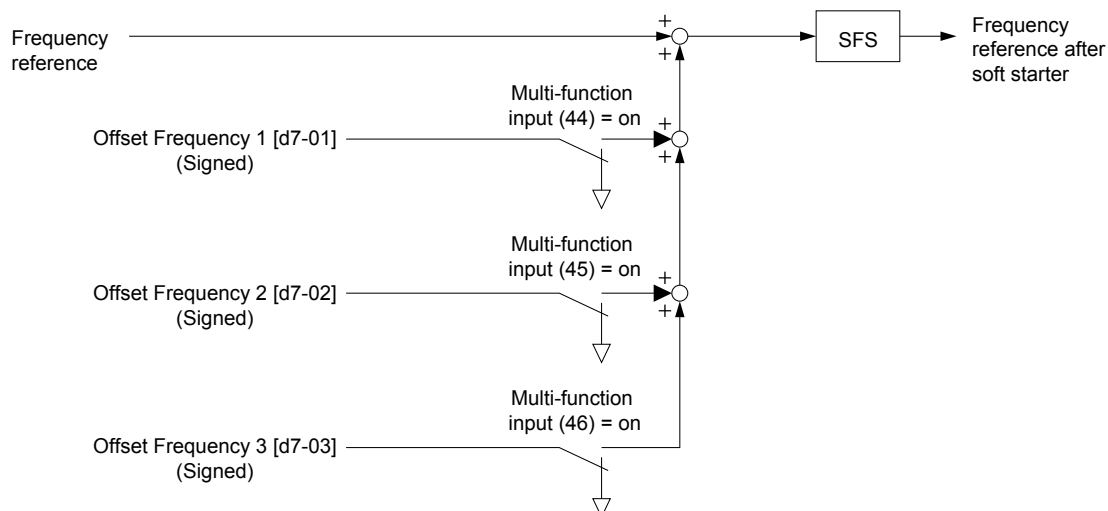 Frequency
reference
+
+
SFS
Frequency
reference after
soft starter
Multi-function
input (44) = on
Offset Frequency 1 [d7-01]
(Signed)
+
+
Multi-function
input (45) = on
Offset Frequency 2 [d7-02]
(Signed)
+
+
Multi-function
input (46) = on
Offset Frequency 3 [d7-03]
(Signed)